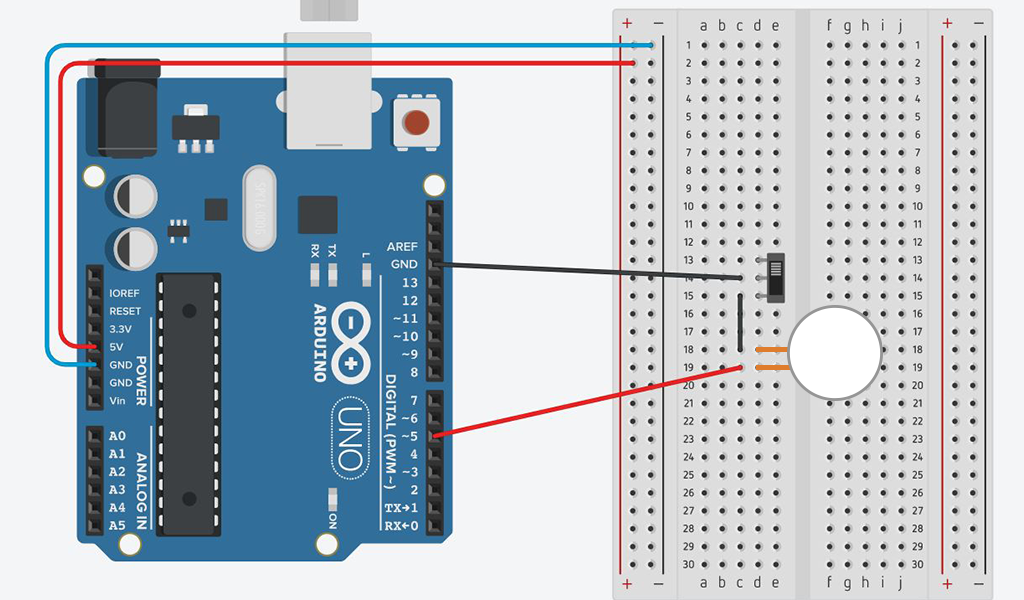 + − a b c d e f g h i j + −
1 1
2 2
3 3
4 4
5 5
6 6
7 7
8 8
9 9
10 10
11 11
12 12
13 13
14 14
15 15
16 16
17 17
18 18
19 19
20 20
21 21
22 22
23 23
24 24
25 25
26 26
27 27
28 28
29 29
30 30
+ − a b c d e f g h i j + −
SPK16.000G
RX
TX
L
AREF
GND
13
12
~11
~10
~9
8
7
~6
~5
4
~3
2
TX→1
RX←0
DIGITAL (PWM~)
ARDUINO
UNO
ON
IOREF
RESET
3.3V
5V
GND
GND
Vin
POWER
A0
A1
A2
A3
A4
A5
ANALOG IN